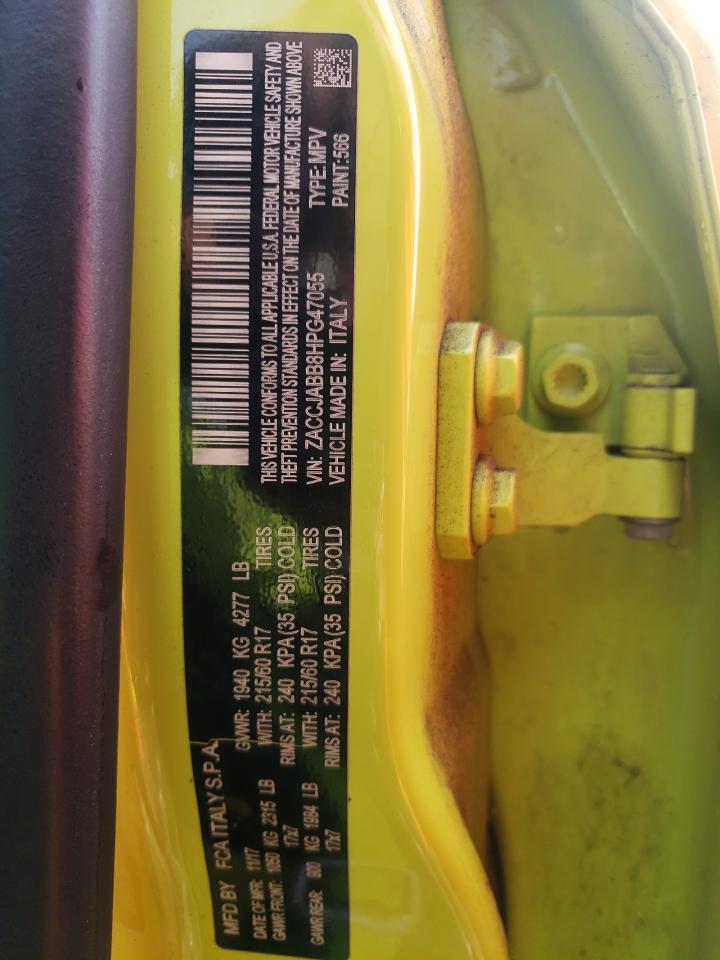 MFD BY FCA ITALY S.P.A.
DATE OF MFR: 11/17 GVWR: 1940 KG 4277 LB
GAWR FRONT: 1050 KG 2315 LB WITH: 215/60 R17 TIRES
17x7 RIMS AT: 240 KPA (35 PSI) COLD
GAWR REAR: 900 KG 1984 LB WITH: 215/60 R17 TIRES
17x7 RIMS AT: 240 KPA (35 PSI) COLD
THIS VEHICLE CONFORMS TO ALL APPLICABLE U.S.A. FEDERAL MOTOR VEHICLE SAFETY AND
THEFT PREVENTION STANDARDS IN EFFECT ON THE DATE OF MANUFACTURE SHOWN ABOVE
VIN: ZACCJABB8HPG47055 TYPE: MPV
VEHICLE MADE IN: ITALY PAINT: 566